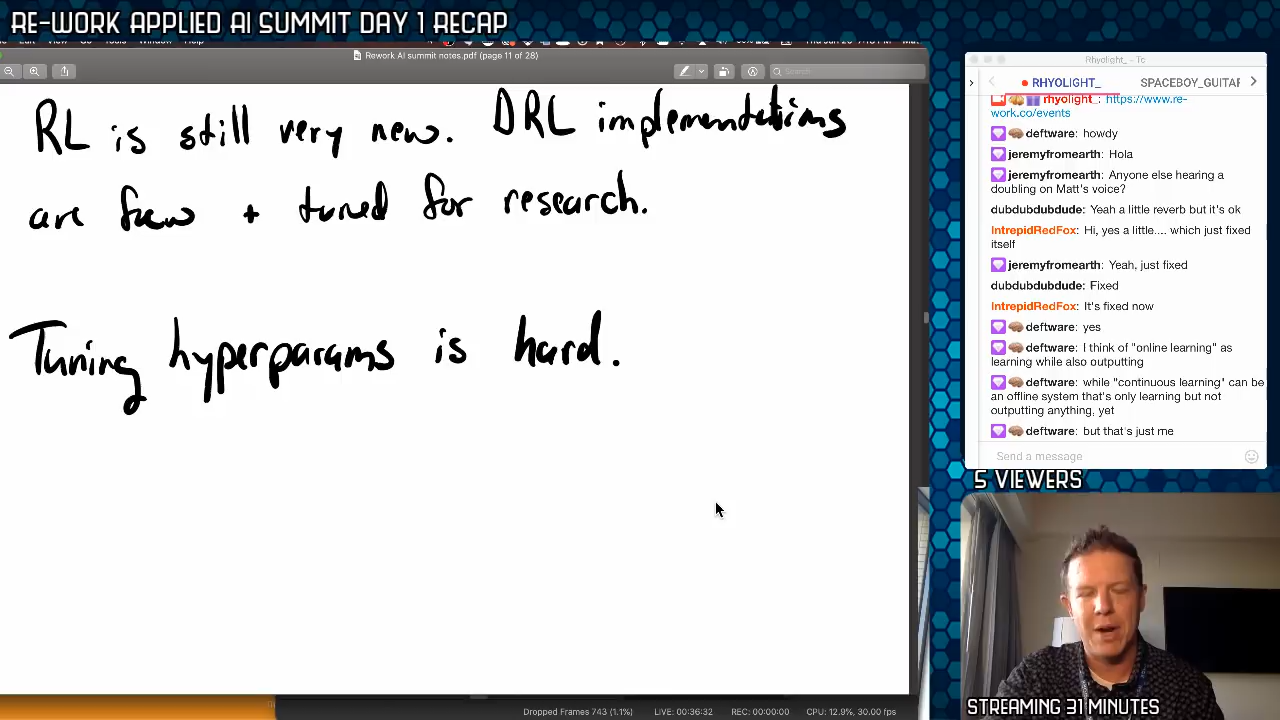 RE-WORK APPLIED AI SUMMIT DAY 1 RECAP
Rework AI summit notes.pdf (page 11 of 28)
Search
RL is still very new. DRL implementations
are few + tuned for research.
Tuning hyperparams is hard.
Rhyolight_ - Tc
RHYOLIGHT_
SPACEBOY_GUITAR
rhyolight_: https://www.re-
work.co/events
deftware: howdy
jeremyfromearth: Hola
jeremyfromearth: Anyone else hearing a
doubling on Matt's voice?
dubdubdubdude: Yeah a little reverb but it's ok
IntrepidRedFox: Hi, yes a little.... which just fixed
itself
jeremyfromearth: Yeah, just fixed
dubdubdubdude: Fixed
IntrepidRedFox: It's fixed now
deftware: yes
deftware: I think of "online learning" as
learning while also outputting
deftware: while "continuous learning" can be
an offline system that's only learning but not
outputting anything, yet
deftware: but that's just me
Send a message
5 VIEWERS
STREAMING 31 MINUTES
Dropped Frames 743 (1.1%)
LIVE: 00:36:32
REC: 00:00:00
CPU: 12.9%, 30.00 fps